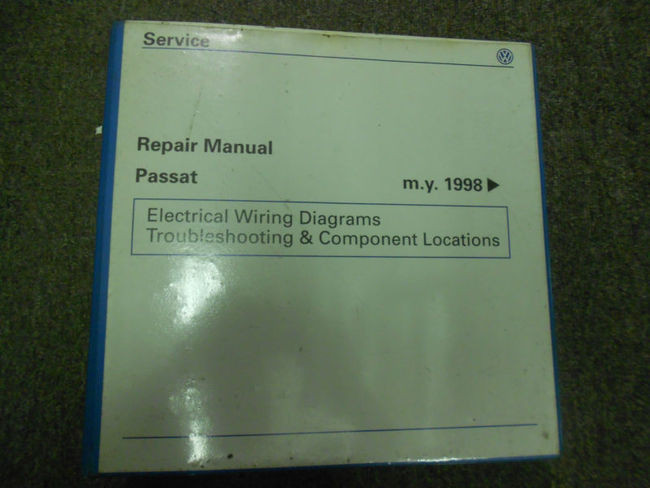 Service
Repair Manual
Passat
m.y. 1998 ▶
Electrical Wiring Diagrams
Troubleshooting & Component Locations